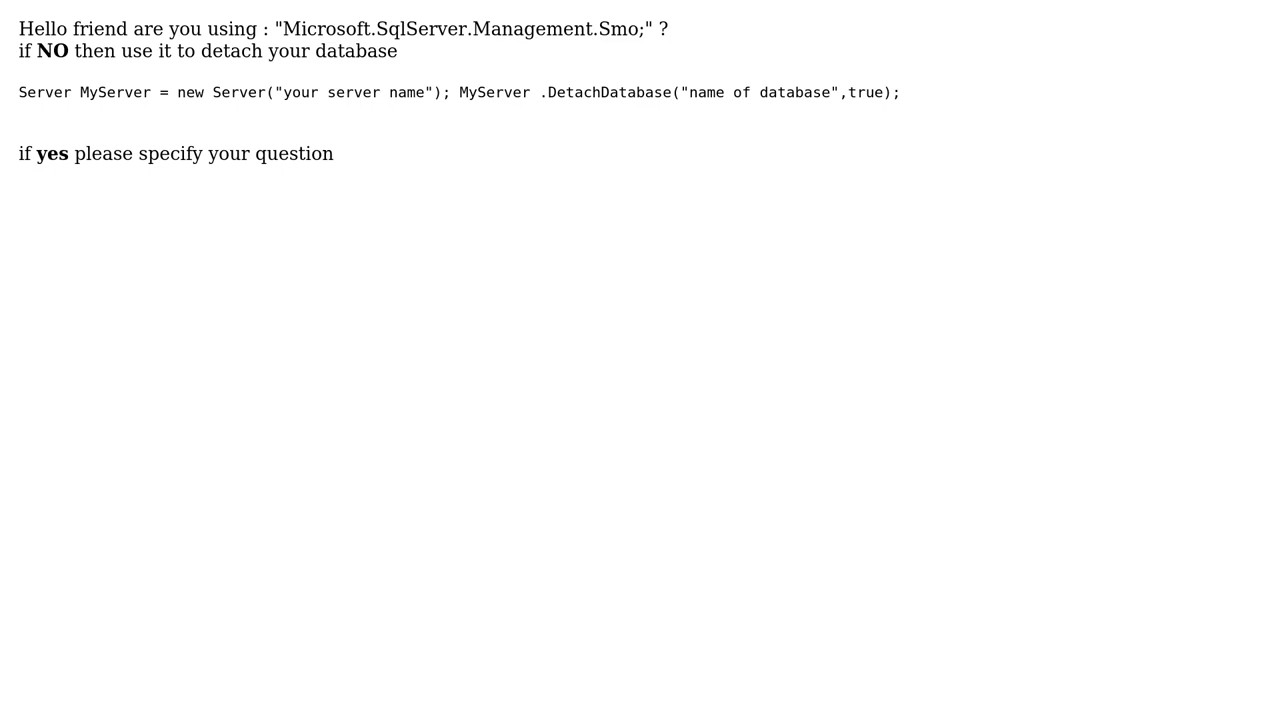 Hello friend are you using : "Microsoft.SqlServer.Management.Smo;" ?
if NO then use it to detach your database
Server MyServer = new Server("your server name"); MyServer .DetachDatabase("name of database",true);
if yes please specify your question